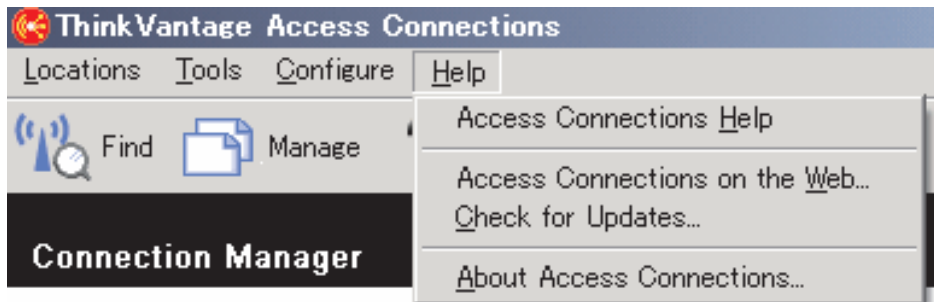 ThinkVantage Access Connections
Locations Tools Configure Help
Find Manage
Access Connections Help
Access Connections on the Web...
Check for Updates...
About Access Connections...
Connection Manager